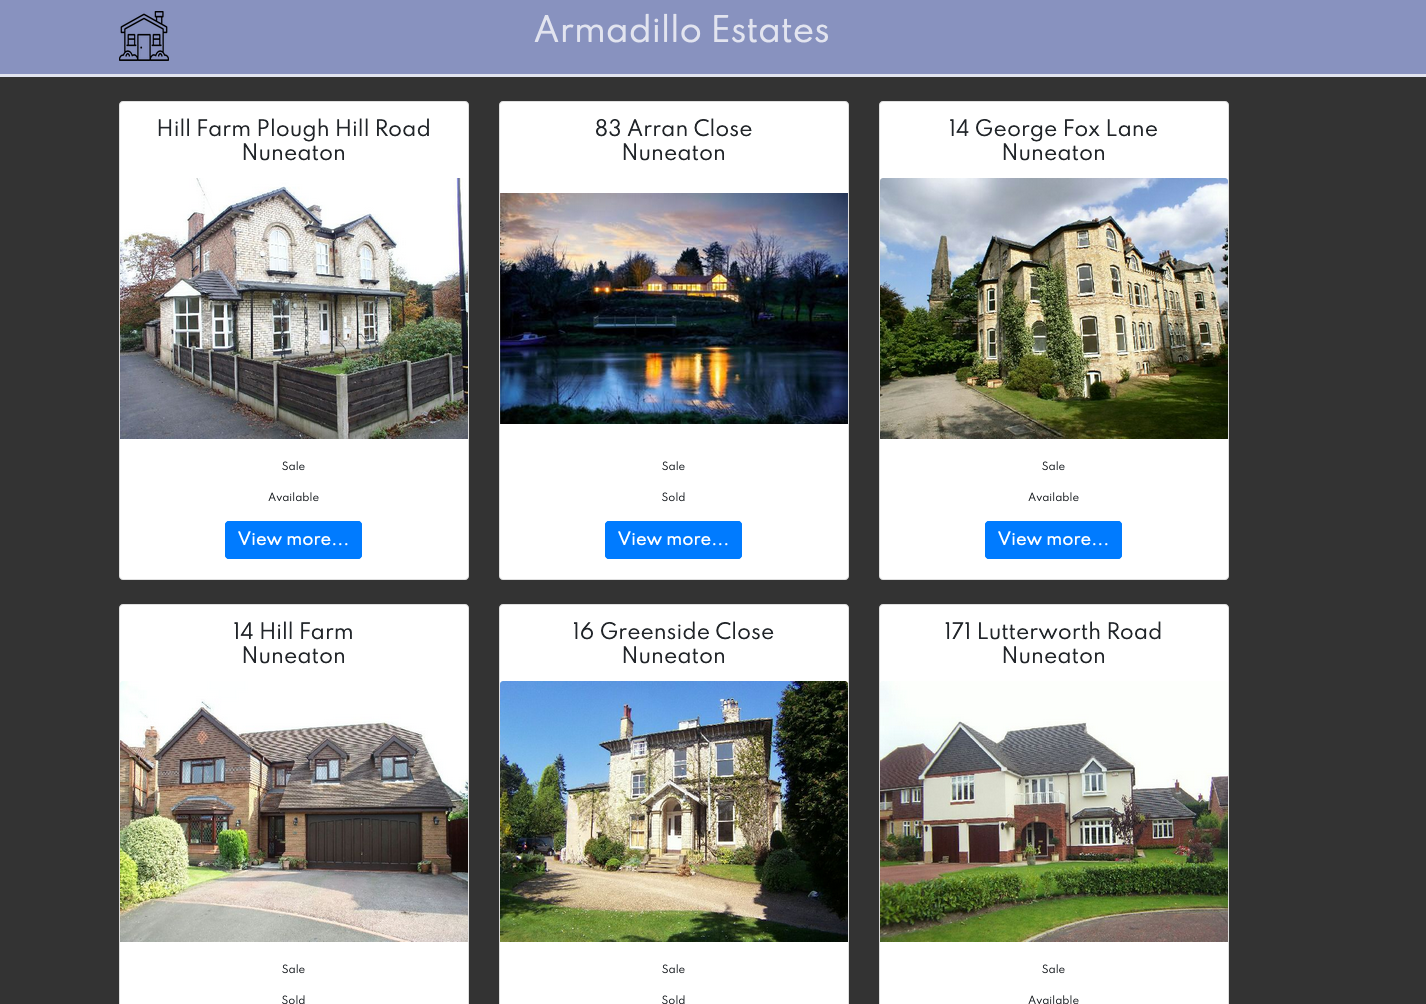 Armadillo Estates
Hill Farm Plough Hill Road
Nuneaton
Sale
Available
View more...
83 Arran Close
Nuneaton
Sale
Sold
View more...
14 George Fox Lane
Nuneaton
Sale
Available
View more...
14 Hill Farm
Nuneaton
Sale
Sold
16 Greenside Close
Nuneaton
Sale
Sold
171 Lutterworth Road
Nuneaton
Sale
Available